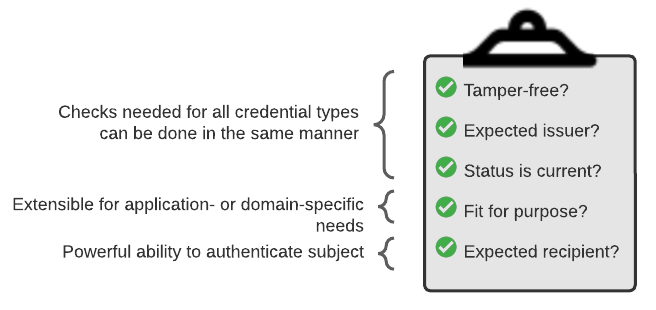 Checks needed for all credential types
can be done in the same manner
Extensible for application- or domain-specific
needs
Powerful ability to authenticate subject
Tamper-free?
Expected issuer?
Status is current?
Fit for purpose?
Expected recipient?